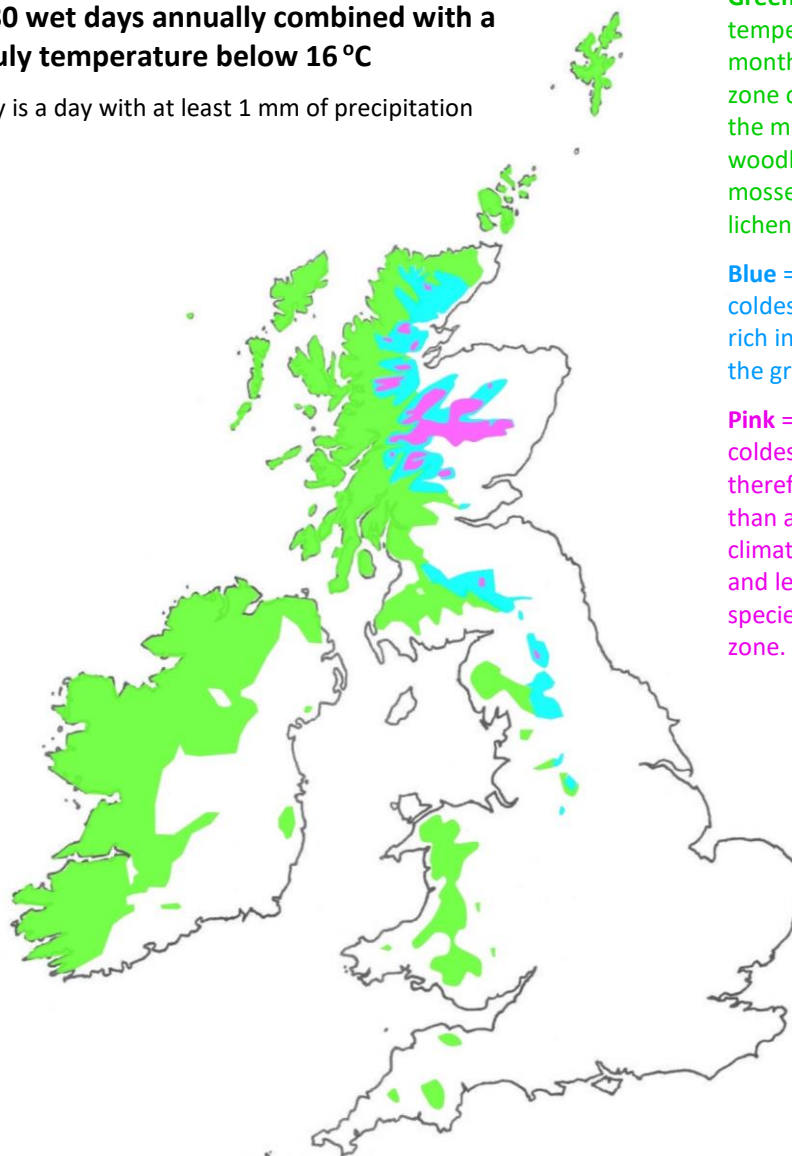 30 wet days annually combined with a
uly temperature below 16 °C
y is a day with at least 1 mm of precipitation
Green
tempe
month
zone c
the m
woodl
mosse
lichen
Blue =
coldes
rich in
the gr
Pink =
coldes
theref
than a
climat
and le
specie
zone.